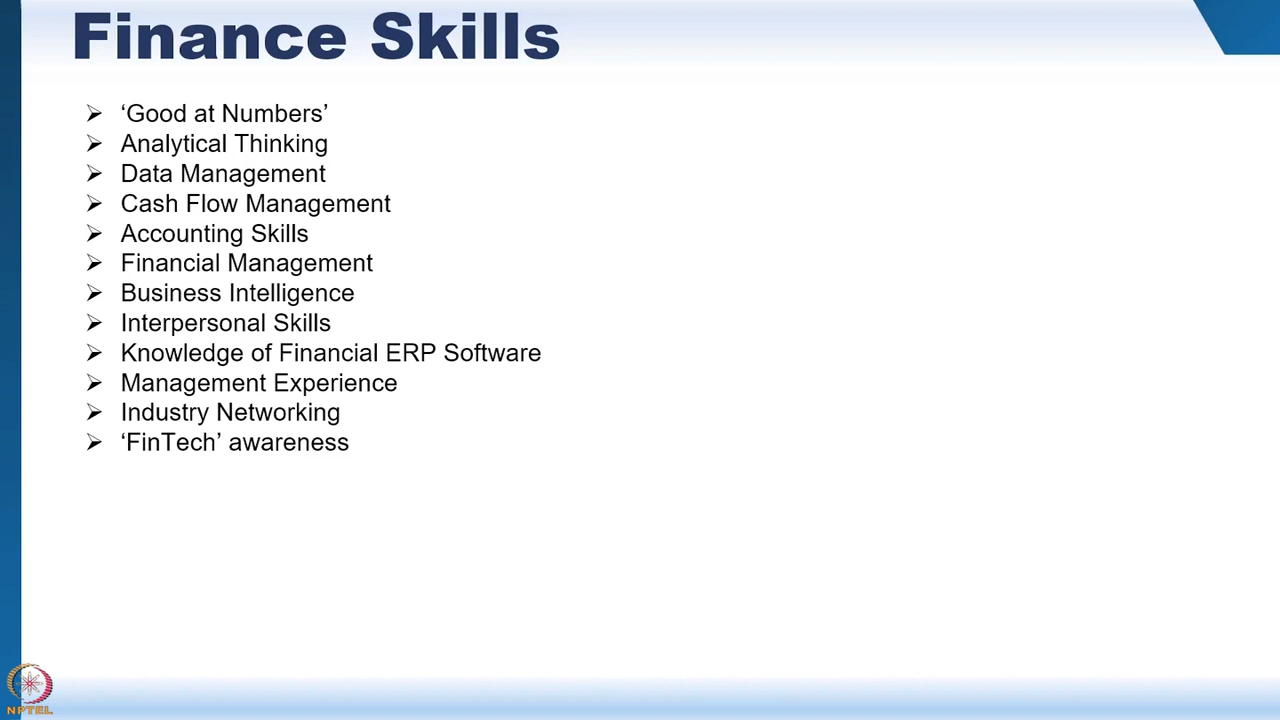 Finance Skills
➢ ‘Good at Numbers’
➢ Analytical Thinking
➢ Data Management
➢ Cash Flow Management
➢ Accounting Skills
➢ Financial Management
➢ Business Intelligence
➢ Interpersonal Skills
➢ Knowledge of Financial ERP Software
➢ Management Experience
➢ Industry Networking
➢ ‘FinTech’ awareness
NPTEL